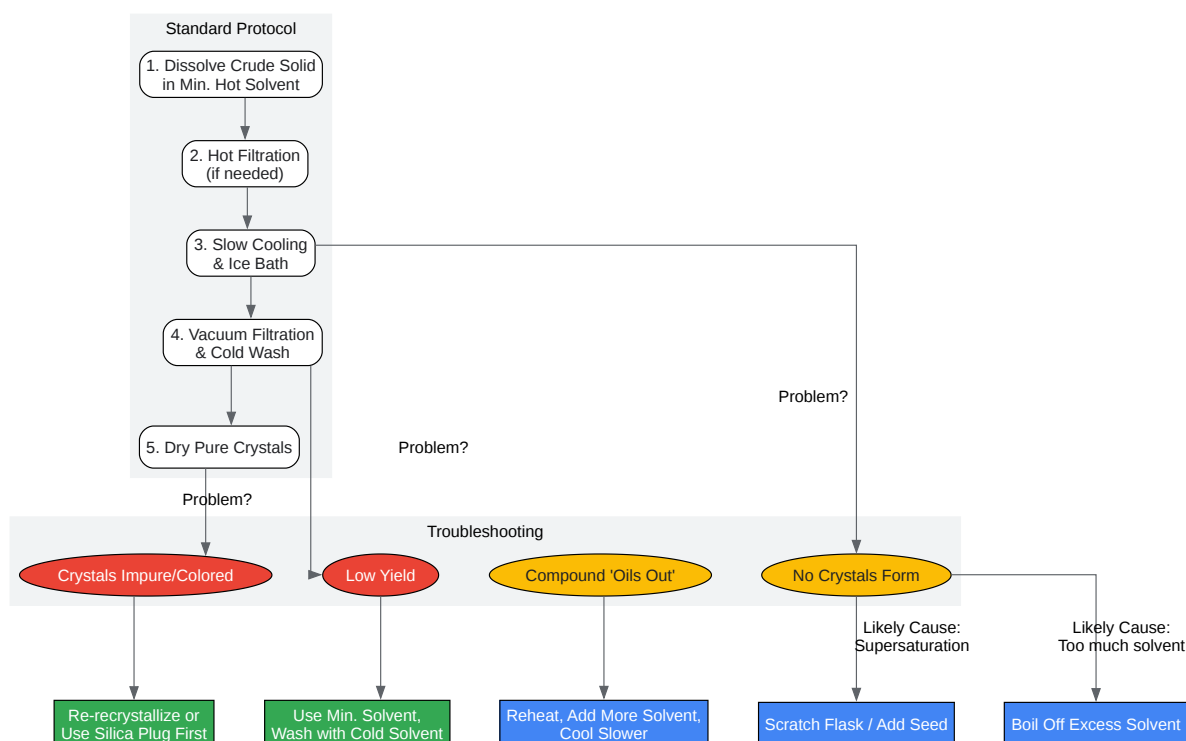 Standard Protocol
1. Dissolve Crude Solid
in Min. Hot Solvent
2. Hot Filtration
(if needed)
3. Slow Cooling
& Ice Bath
4. Vacuum Filtration
& Cold Wash
Problem?
5. Dry Pure Crystals
Problem?
Problem?
Troubleshooting
Crystals Impure/Colored
Low Yield
Compound 'Oils Out'
No Crystals Form
Likely Cause:
Supersaturation
Likely Cause:
Too much solvent
Re-recrystallize or
Use Silica Plug First
Use Min. Solvent,
Wash with Cold Solvent
Reheat, Add More Solvent,
Cool Slower
Scratch Flask / Add Seed
Boil Off Excess Solvent